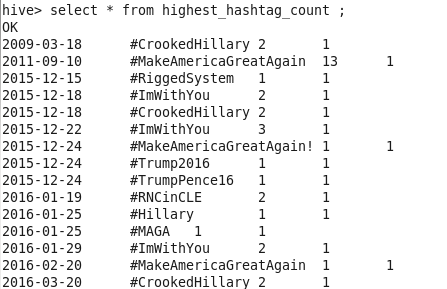 hive> select * from highest_hashtag_count ;
OK
2009-03-18 #CrookedHillary 2 1
2011-09-10 #MakeAmericaGreatAgain 13 1
2015-12-15 #RiggedSystem 1 1
2015-12-18 #ImWithYou 2 1
2015-12-18 #CrookedHillary 2 1
2015-12-22 #ImWithYou 3 1
2015-12-24 #MakeAmericaGreatAgain! 1 1
2015-12-24 #Trump2016 1 1
2015-12-24 #TrumpPence16 1 1
2016-01-19 #RNCinCLE 2 1
2016-01-25 #Hillary 1 1
2016-01-25 #MAGA 1 1
2016-01-29 #ImWithYou 2 1
2016-02-20 #MakeAmericaGreatAgain 1 1
2016-03-20 #CrookedHillary 2 1